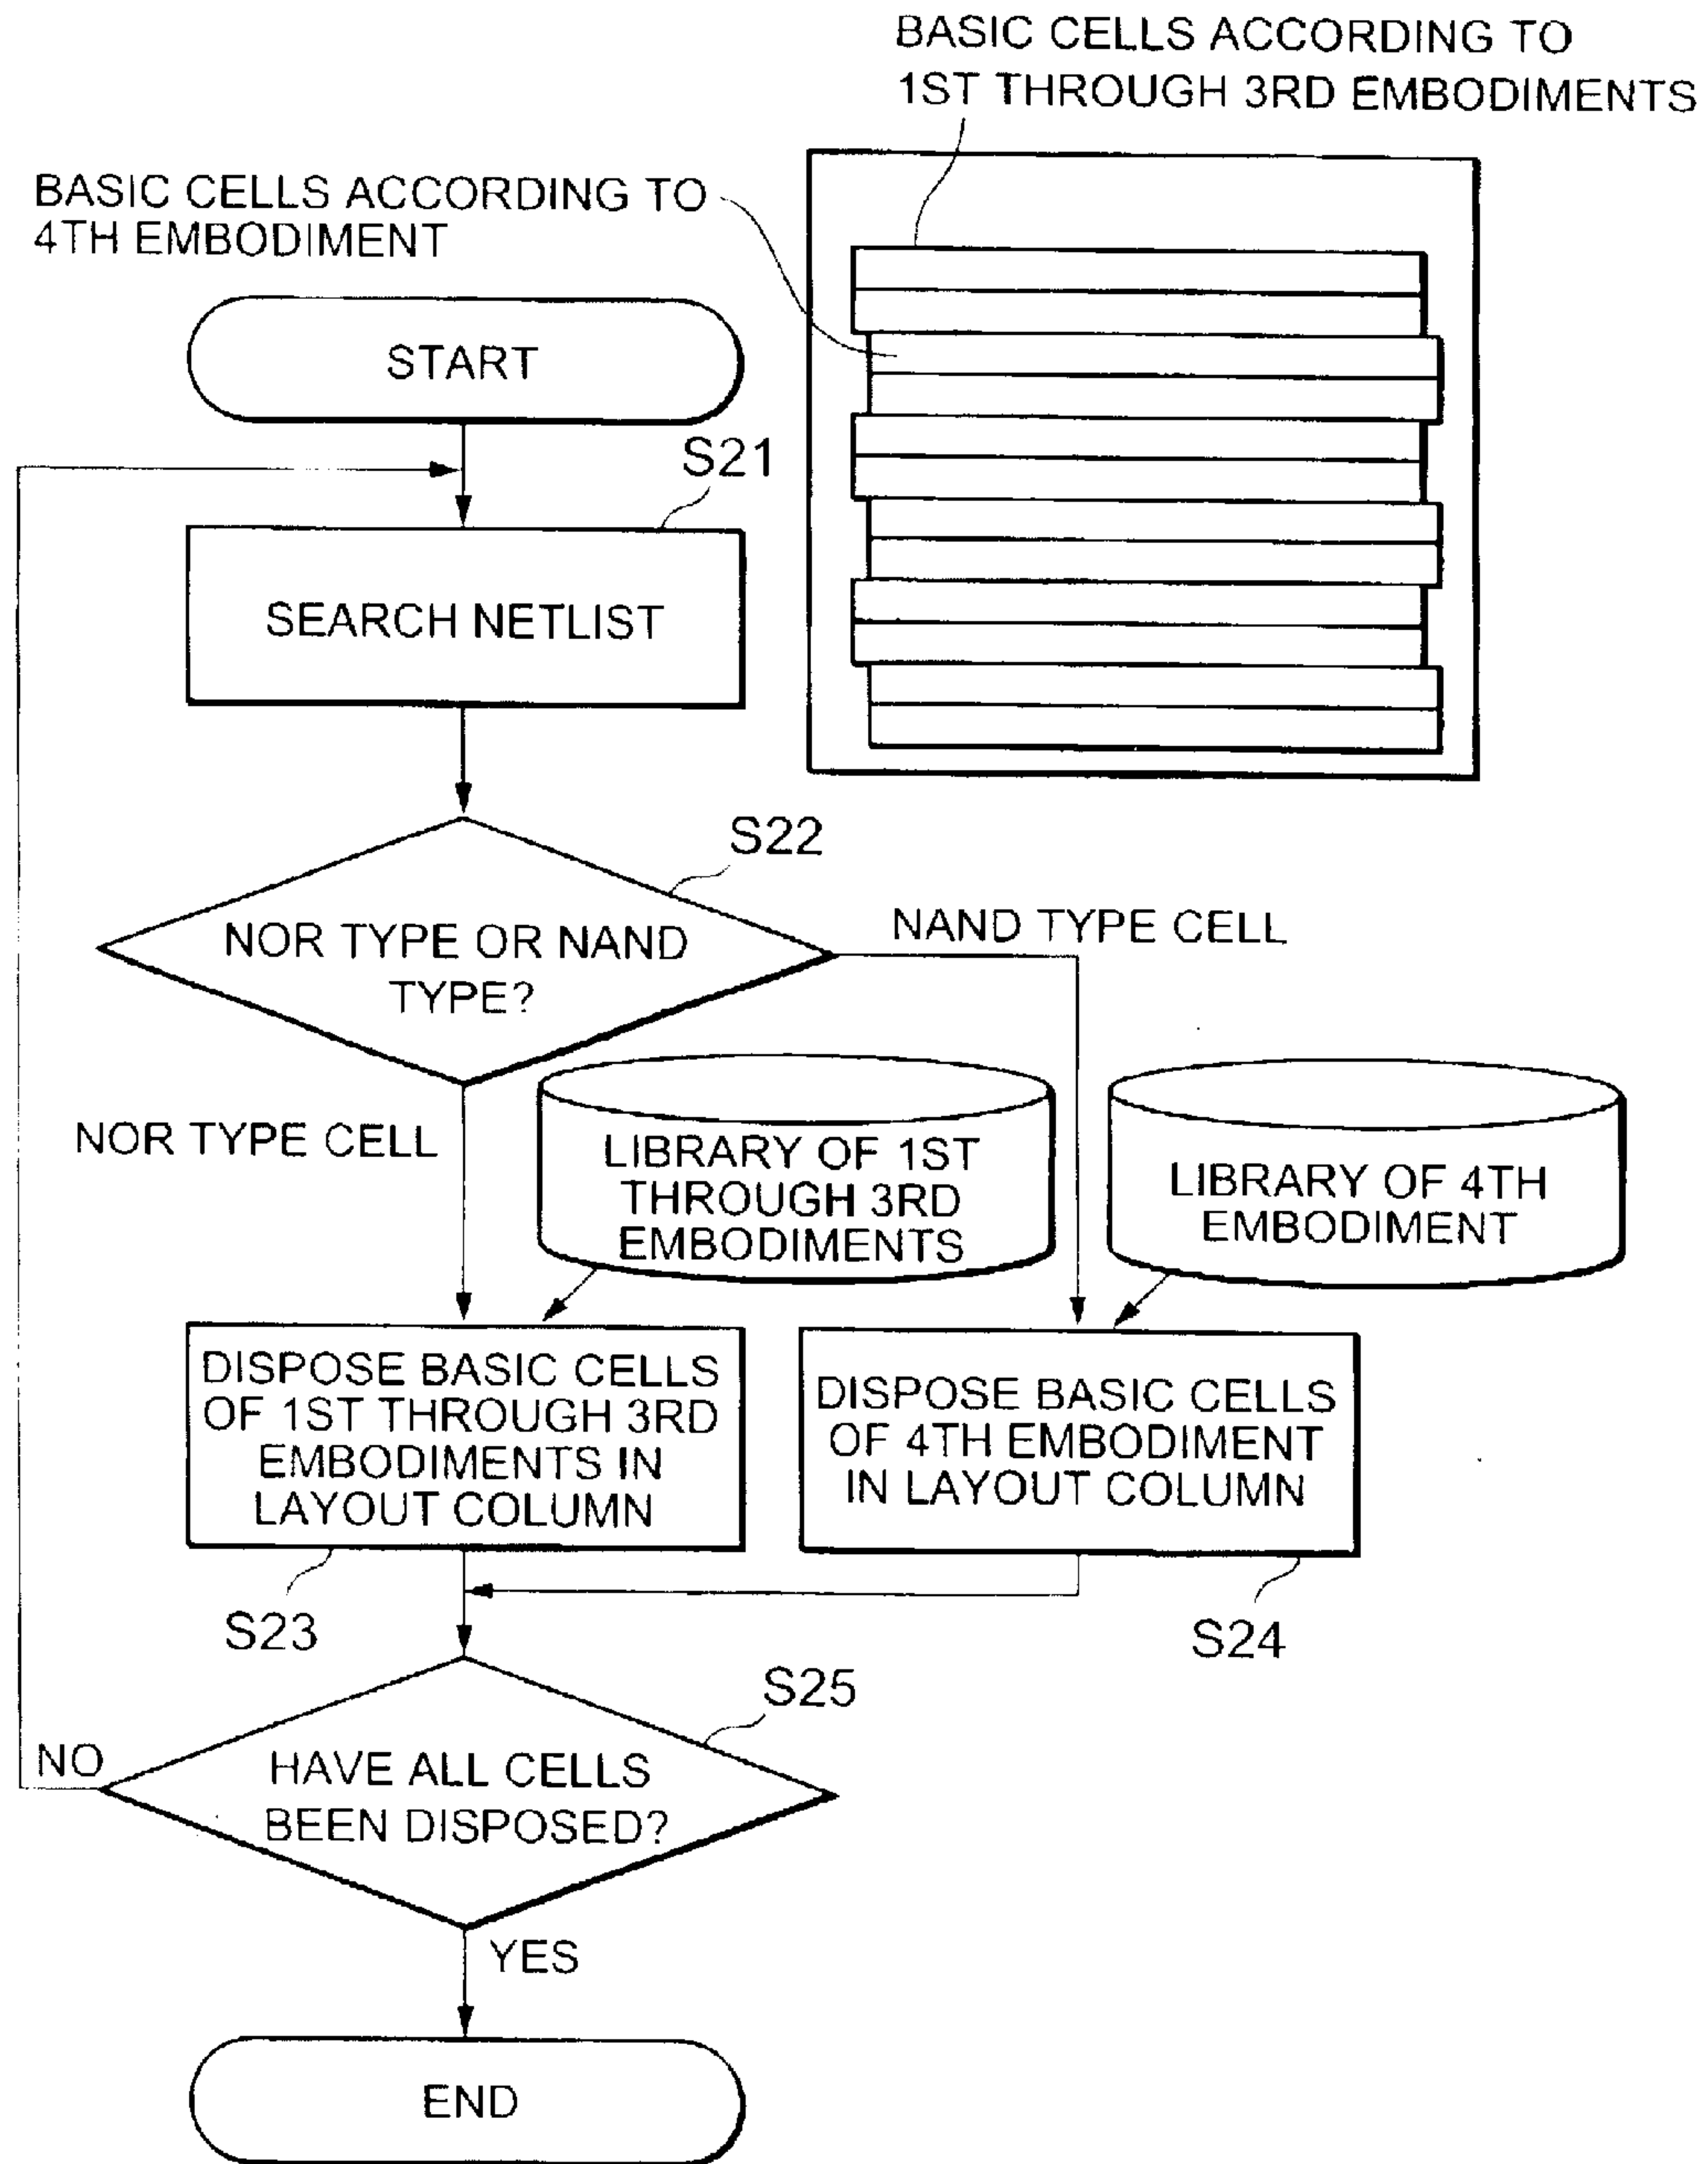 BASIC CELLS ACCORDING TO
1ST THROUGH 3RD EMBODIMENTS
BASIC CELLS ACCORDING TO
4TH EMBODIMENT
START
S21
SEARCH NETLIST
S22
NOR TYPE OR NAND
TYPE?
NAND TYPE CELL
NOR TYPE CELL
LIBRARY OF 1ST
THROUGH 3RD
EMBODIMENTS
LIBRARY OF 4TH
EMBODIMENT
DISPOSE BASIC CELLS
OF 1ST THROUGH 3RD
EMBODIMENTS IN
LAYOUT COLUMN
DISPOSE BASIC CELLS
OF 4TH EMBODIMENT
IN LAYOUT COLUMN
S23
S24
S25
NO
HAVE ALL CELLS
BEEN DISPOSED?
YES
END